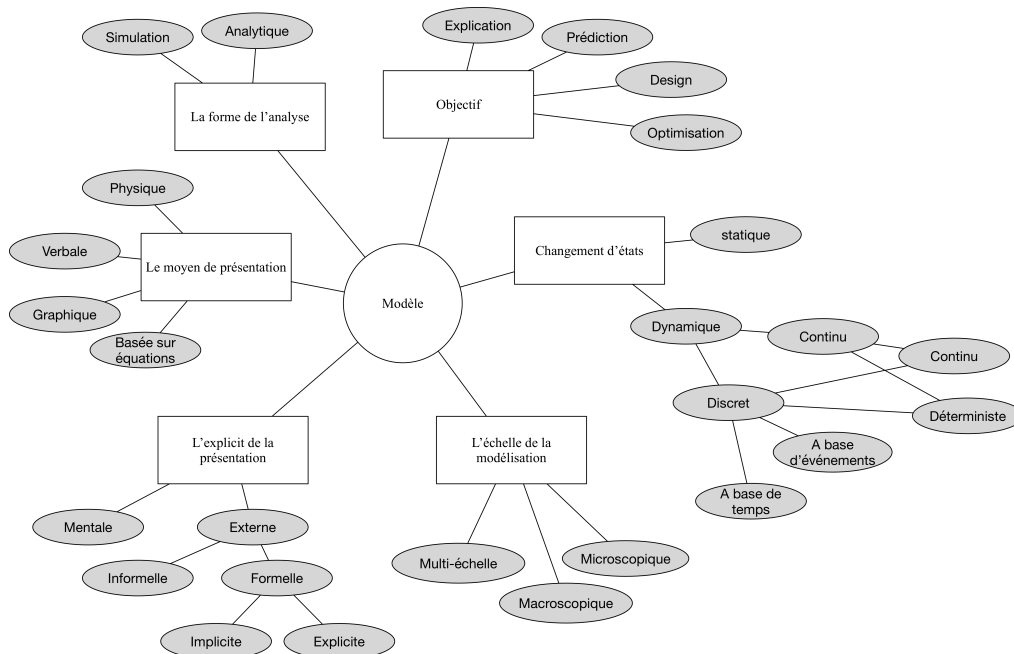 Simulation
Analytique
La forme de l'analyse
Explication
Prédiction
Design
Optimisation
Objectif
Physique
Verbale
Graphique
Basée sur
équations
Le moyen de présentation
Modèle
Changement d'états
statique
Dynamique
Continu
Continu
Discret
Déterministe
A base
d'événements
A base de
temps
L'explicit de la
présentation
Mentale
Externe
Informelle
Formelle
Implicite
Explicite
L'échelle de la
modélisation
Multi-échelle
Microscopique
Macroscopique